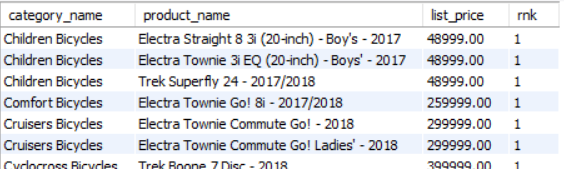 category_name product_name list_price rnk
Children Bicycles Electra Straight 8 3i (20-inch) - Boy's - 2017 48999.00 1
Children Bicycles Electra Townie 3i EQ (20-inch) - Boys' - 2017 48999.00 1
Children Bicycles Trek Superfly 24 - 2017/2018 48999.00 1
Comfort Bicycles Electra Townie Go! 8i - 2017/2018 259999.00 1
Cruisers Bicycles Electra Townie Commute Go! - 2018 299999.00 1
Cruisers Bicycles Electra Townie Commute Go! Ladies' - 2018 299999.00 1
Cyclocross Bicycles Trek Boone 7 Disc - 2018 399999.00 1